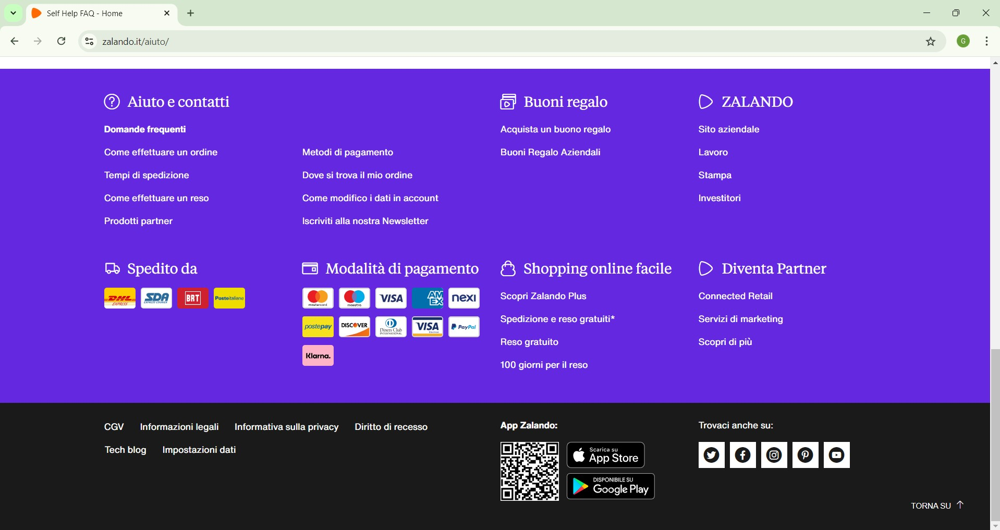 Self Help FAQ - Home
G
zalando.it/aiuto/
Aiuto e contatti
Domande frequenti
Come effettuare un ordine
Tempi di spedizione
Come effettuare un reso
Prodotti partner
Metodi di pagamento
Dove si trova il mio ordine
Come modifico i dati in account
Iscriviti alla nostra Newsletter
Buoni regalo
Acquista un buono regalo
Buoni Regalo Aziendali
ZALANDO
Sito aziendale
Lavoro
Stampa
Investitori
Spedito da
DHL EXPRESS
SDA EXPRESS COURIER
BRT
Posteitaliane
Modalità di pagamento
mastercard
maestro
VISA
AMEX
nexi
postepay
DISCOVER
Diners Club INTERNATIONAL
VISA Electron
PayPal
Klarna.
Shopping online facile
Scopri Zalando Plus
Spedizione e reso gratuiti*
Reso gratuito
100 giorni per il reso
Diventa Partner
Connected Retail
Servizi di marketing
Scopri di più
CGV
Informazioni legali
Informativa sulla privacy
Diritto di recesso
Tech blog
Impostazioni dati
App Zalando:
Scarica su
App Store
DISPONIBILE SU
Google Play
Trovaci anche su:
TORNA SU